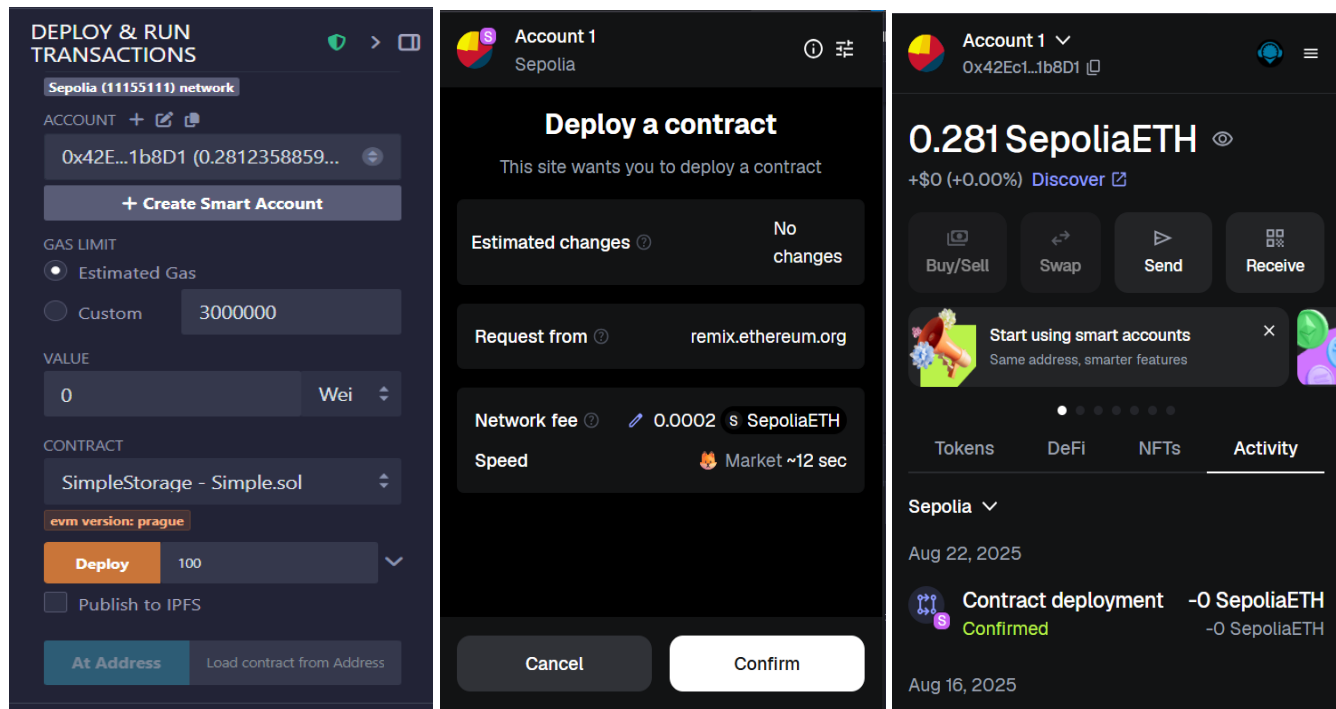 DEPLOY & RUN
TRANSACTIONS
Sepolia (11155111) network
ACCOUNT
0x42E...1b8D1 (0.2812358859...
+ Create Smart Account
GAS LIMIT
Estimated Gas
Custom
3000000
VALUE
0
Wei
CONTRACT
SimpleStorage - Simple.sol
evm version: prague
Deploy
100
Publish to IPFS
At Address
Load contract from Address
S
Account 1
Sepolia
Deploy a contract
This site wants you to deploy a contract
Estimated changes
No
changes
Request from
remix.ethereum.org
Network fee
0.0002 S SepoliaETH
Speed
Market ~12 sec
Cancel
Confirm
Account 1
0x42Ec1...1b8D1
0.281 SepoliaETH
+$0 (+0.00%) Discover
Buy/Sell
Swap
Send
Receive
Start using smart accounts
Same address, smarter features
Tokens
DeFi
NFTs
Activity
Sepolia
Aug 22, 2025
Contract deployment
-0 SepoliaETH
S
Confirmed
-0 SepoliaETH
Aug 16, 2025